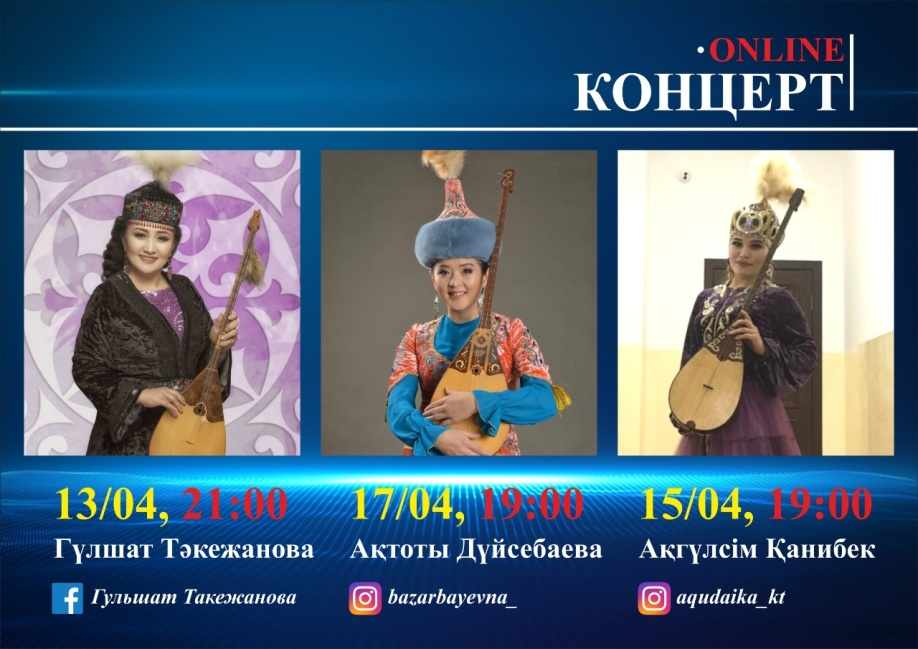 •ONLINE
КОНЦЕРТ
13/04, 21:00
Гүлшат Тәкежанова
Гульшат Такежанова
17/04, 19:00
Ақтоты Дүйсебаева
bazarbayevna_
15/04, 19:00
Ақгүлсім Қанибек
aqudaika_kt